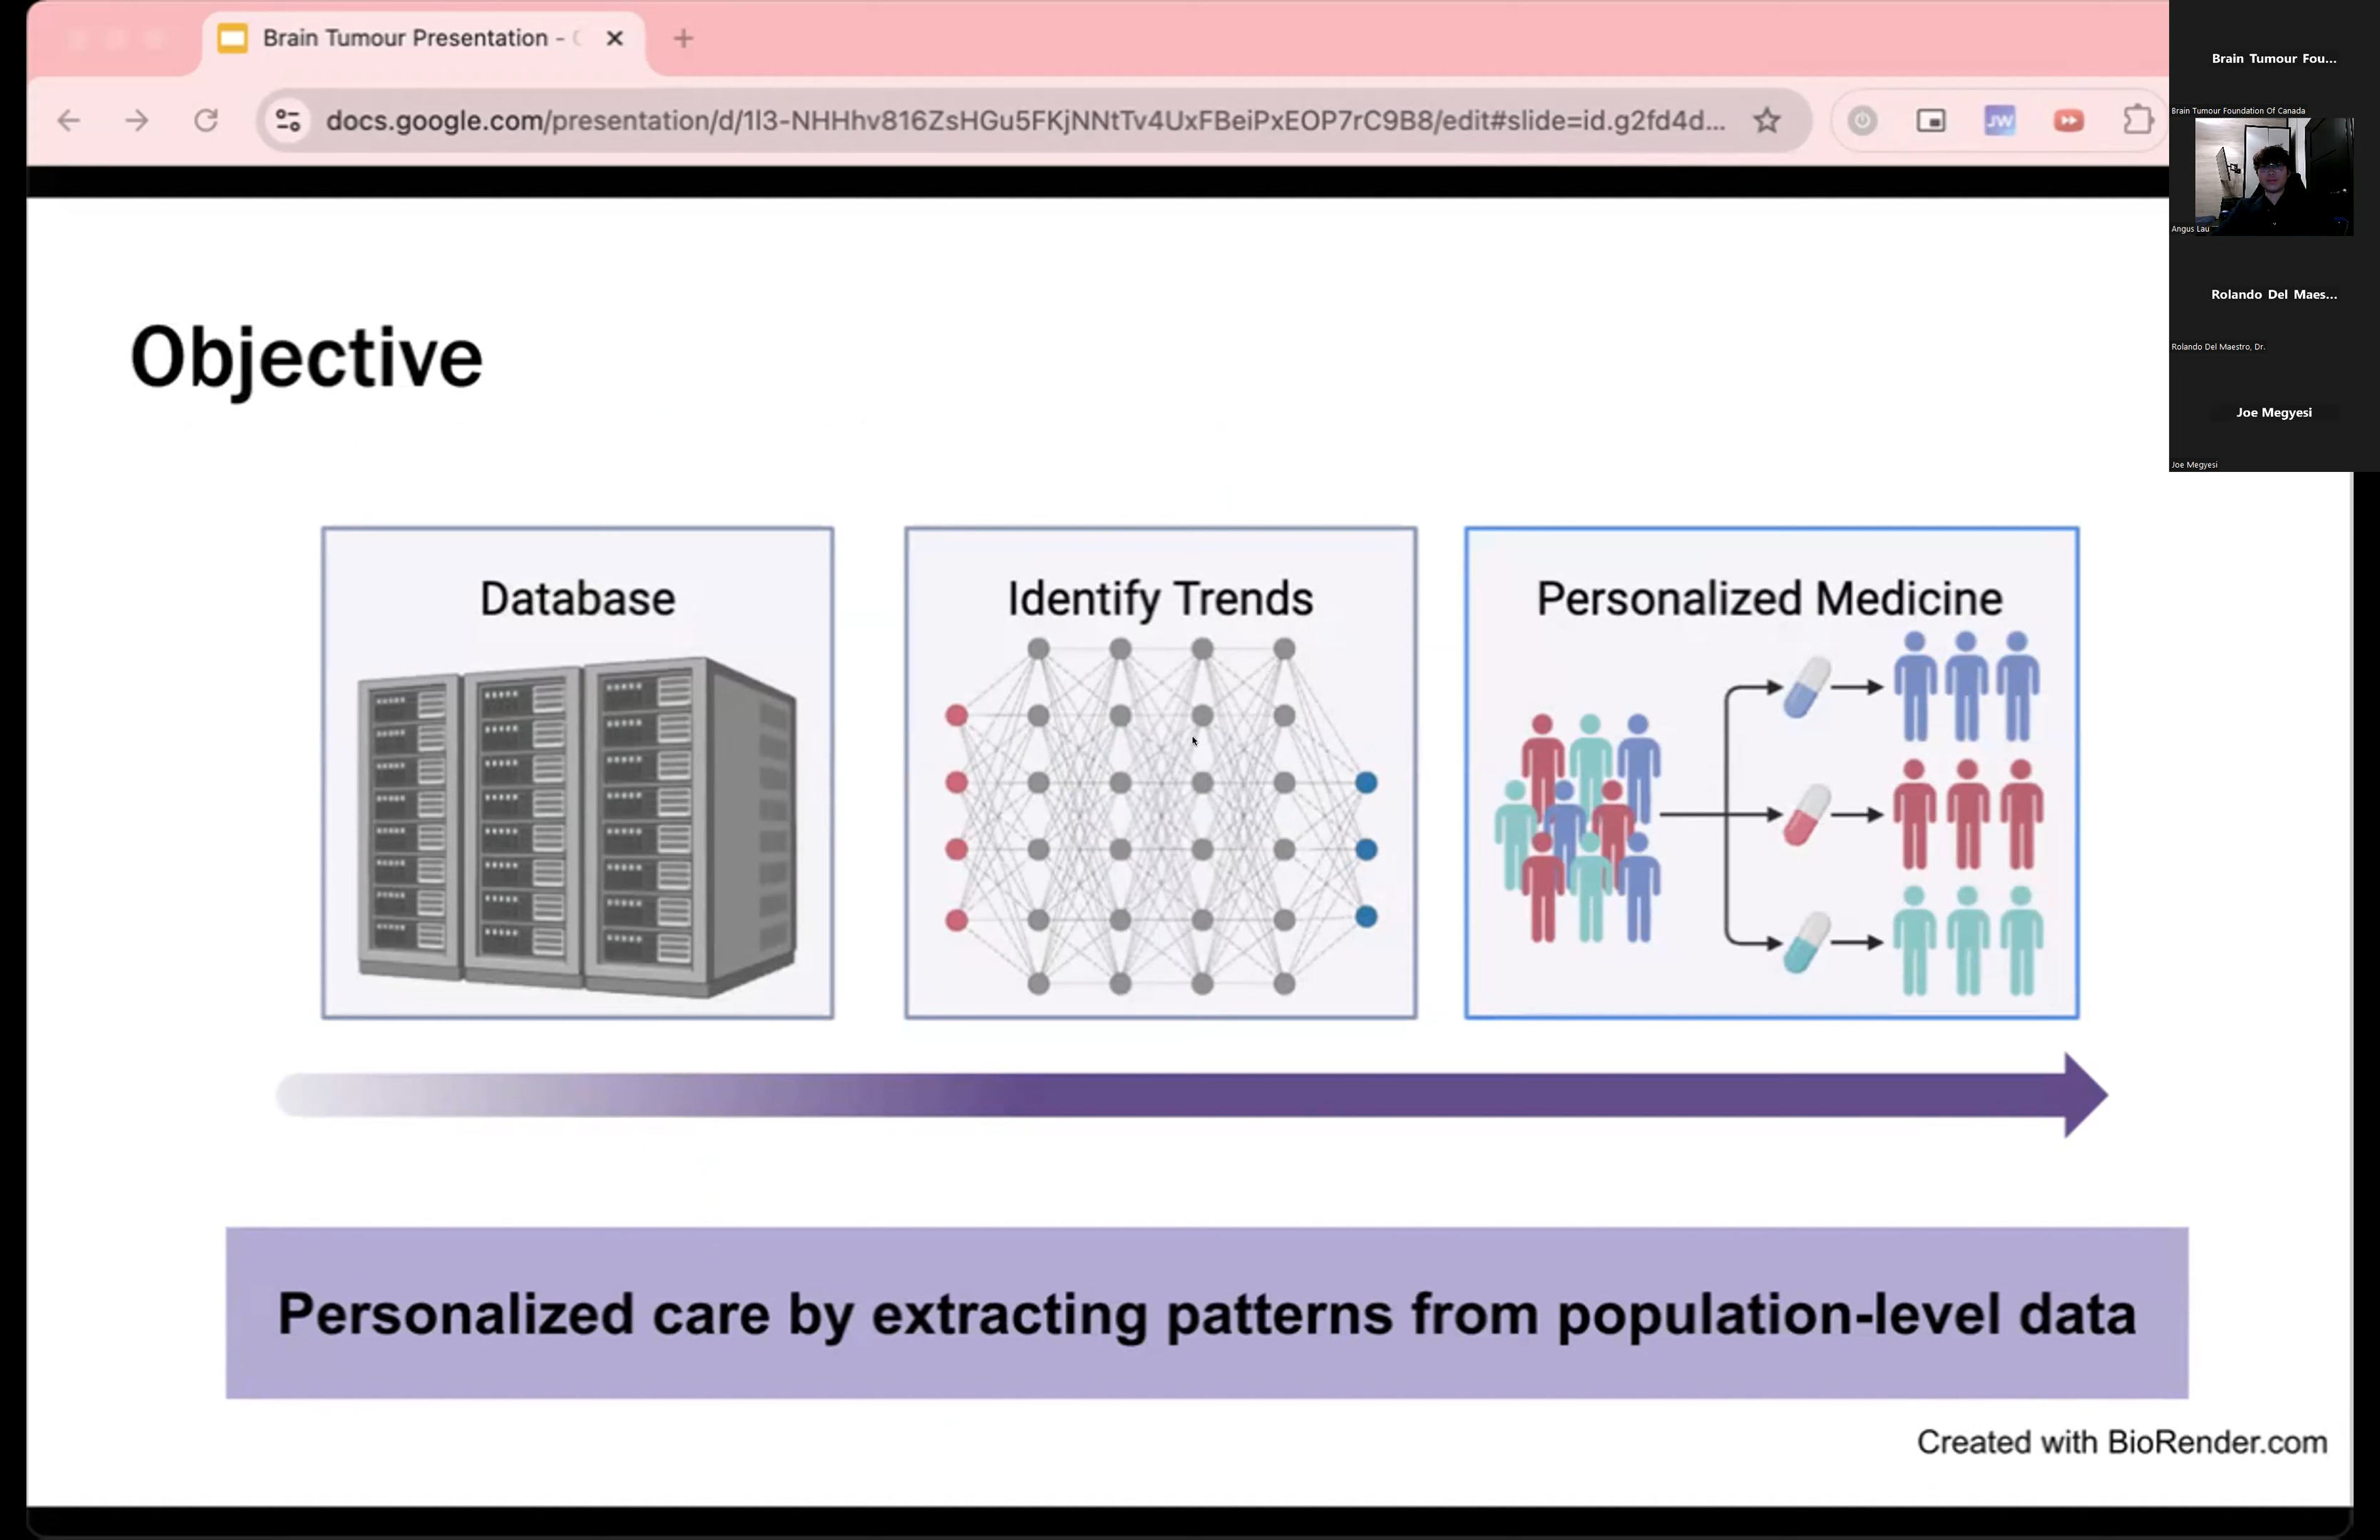 Brain Tumour Presentation -
docs.google.com/presentation/d/1I3-NHHhv816ZsHGu5FKjNNtTv4UxFBeiPxEOP7rC9B8/edit#slide=id.g2fd4d...
JW
Brain Tumour Fou...
Brain Tumour Foundation Of Canada
Angus Lau
Rolando Del Maes...
Rolando Del Maestro, Dr.
Joe Megyesi
Joe Megyesi
Objective
Database
Identify Trends
Personalized Medicine
Personalized care by extracting patterns from population-level data
Created with BioRender.com